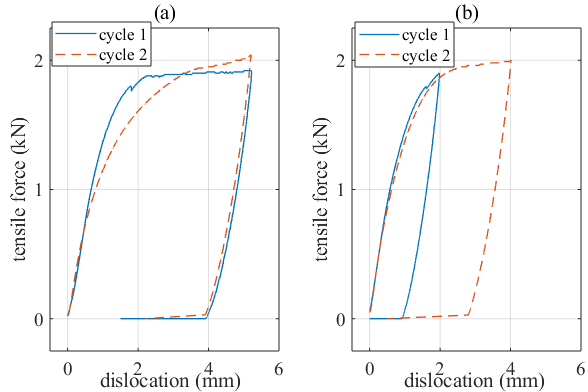 (a)
cycle 1
cycle 2
2
1
0
tensile force (kN)
0
2
4
6
dislocation (mm)
(b)
cycle 1
cycle 2
2
1
0
tensile force (kN)
0
2
4
6
dislocation (mm)